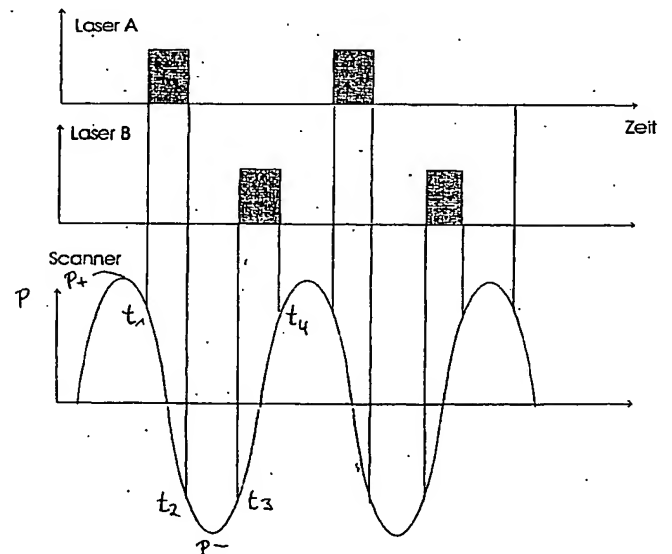 Laser A
Zeit
Laser B
Scanner
P+
P
t1
t4
t2
t3
P-